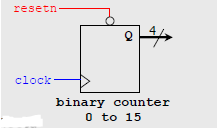 resetn
Q
4
clock
binary counter
0 to 15